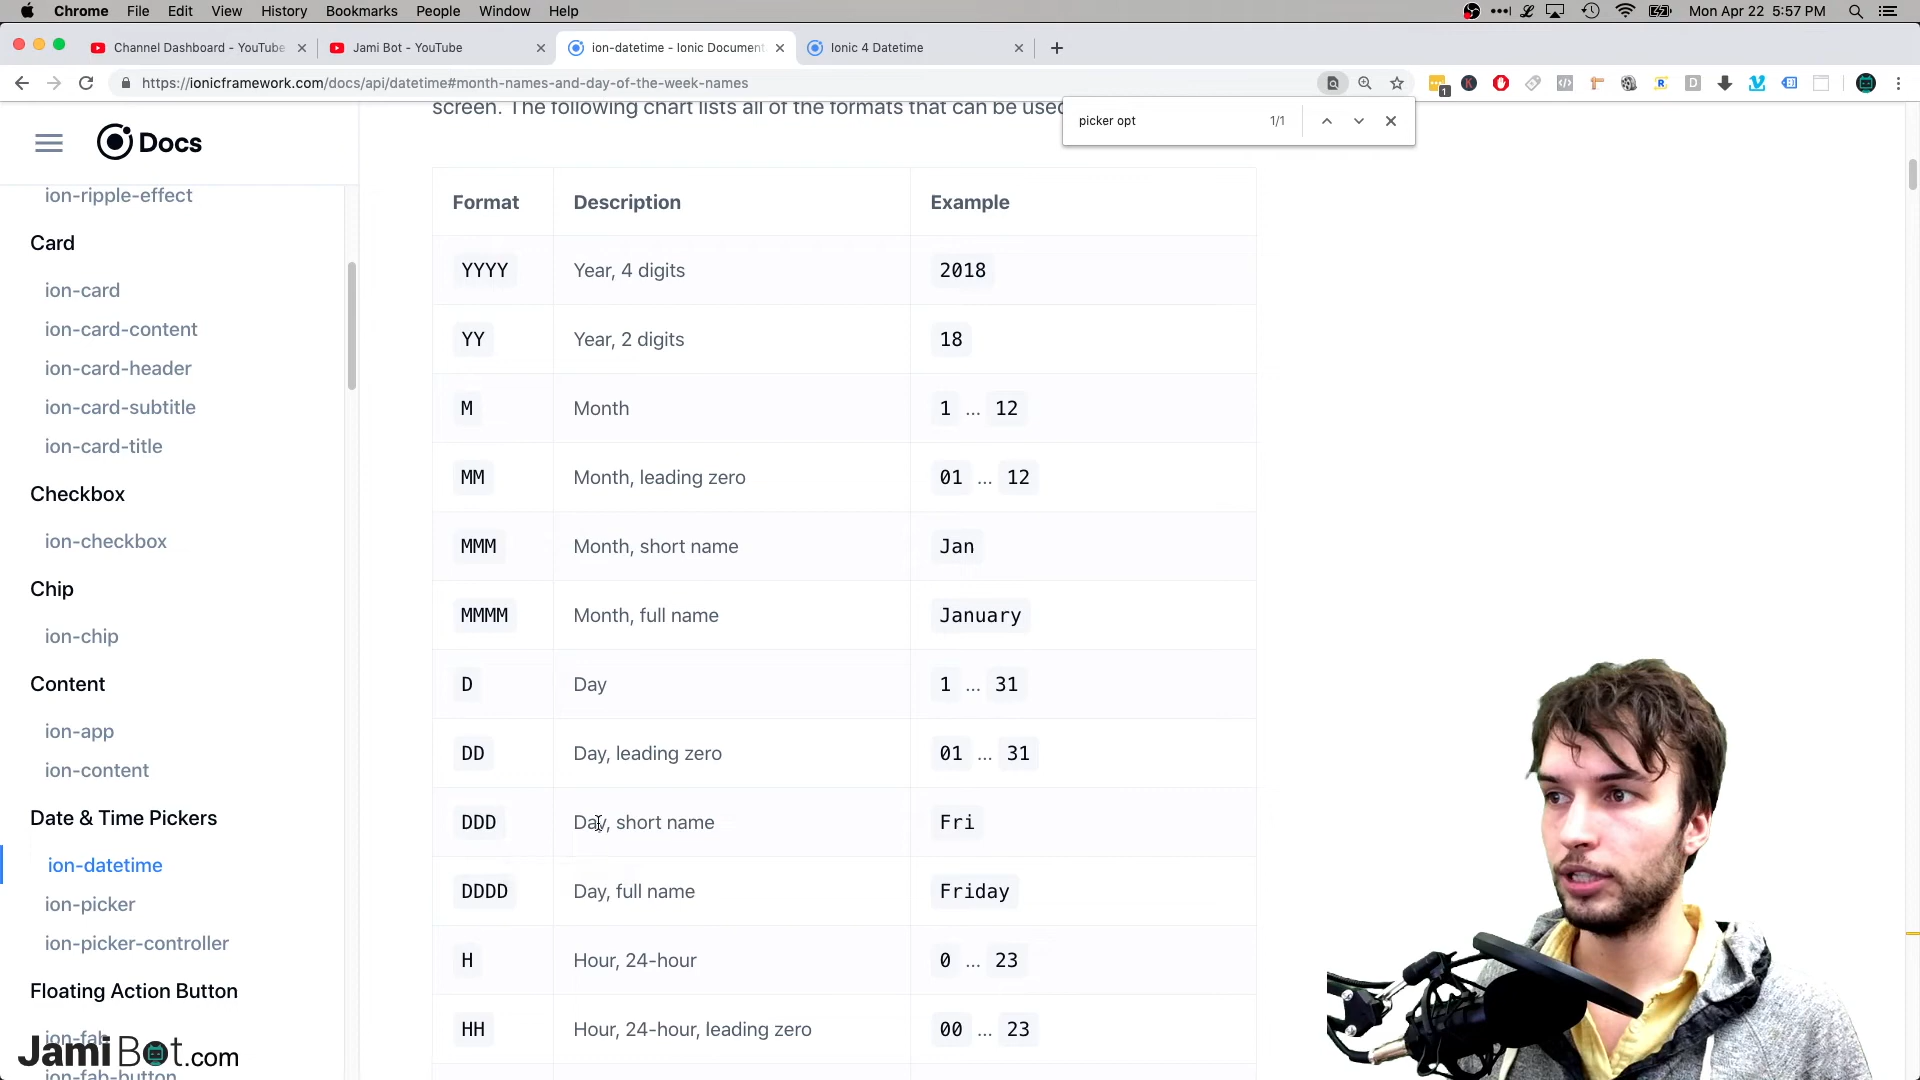 Chrome File Edit View History Bookmarks People Window Help Mon Apr 22 5:57 PM
Channel Dashboard - YouTube Jami Bot - YouTube ion-datetime - Ionic Document Ionic 4 Datetime
https://ionicframework.com/docs/api/datetime#month-names-and-day-of-the-week-names
screen. The following chart lists all of the formats that can be used
picker opt 1/1
Docs
ion-ripple-effect
Card
ion-card
ion-card-content
ion-card-header
ion-card-subtitle
ion-card-title
Checkbox
ion-checkbox
Chip
ion-chip
Content
ion-app
ion-content
Date & Time Pickers
ion-datetime
ion-picker
ion-picker-controller
Floating Action Button
ion-fab
ion-fab-button
Format Description Example
YYYY Year, 4 digits 2018
YY Year, 2 digits 18
M Month 1 ... 12
MM Month, leading zero 01 ... 12
MMM Month, short name Jan
MMMM Month, full name January
D Day 1 ... 31
DD Day, leading zero 01 ... 31
DDD Day, short name Fri
DDDD Day, full name Friday
H Hour, 24-hour 0 ... 23
HH Hour, 24-hour, leading zero 00 ... 23
JamiBot.com